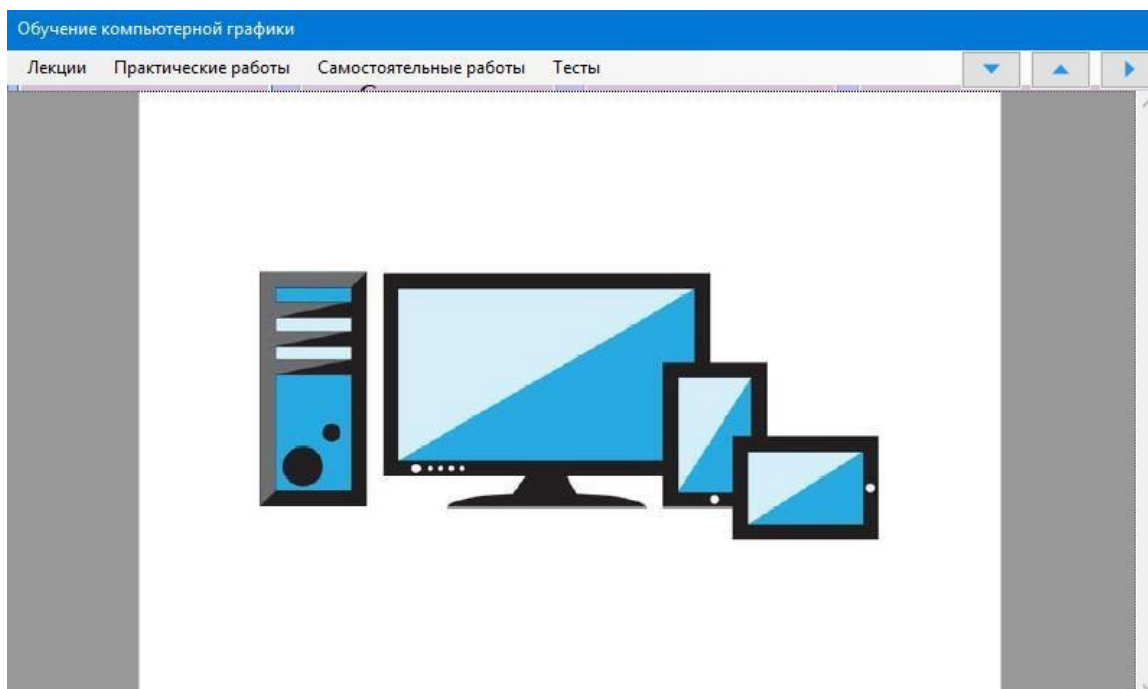 Обучение компьютерной графики
Лекции Практические работы Самостоятельные работы Тесты